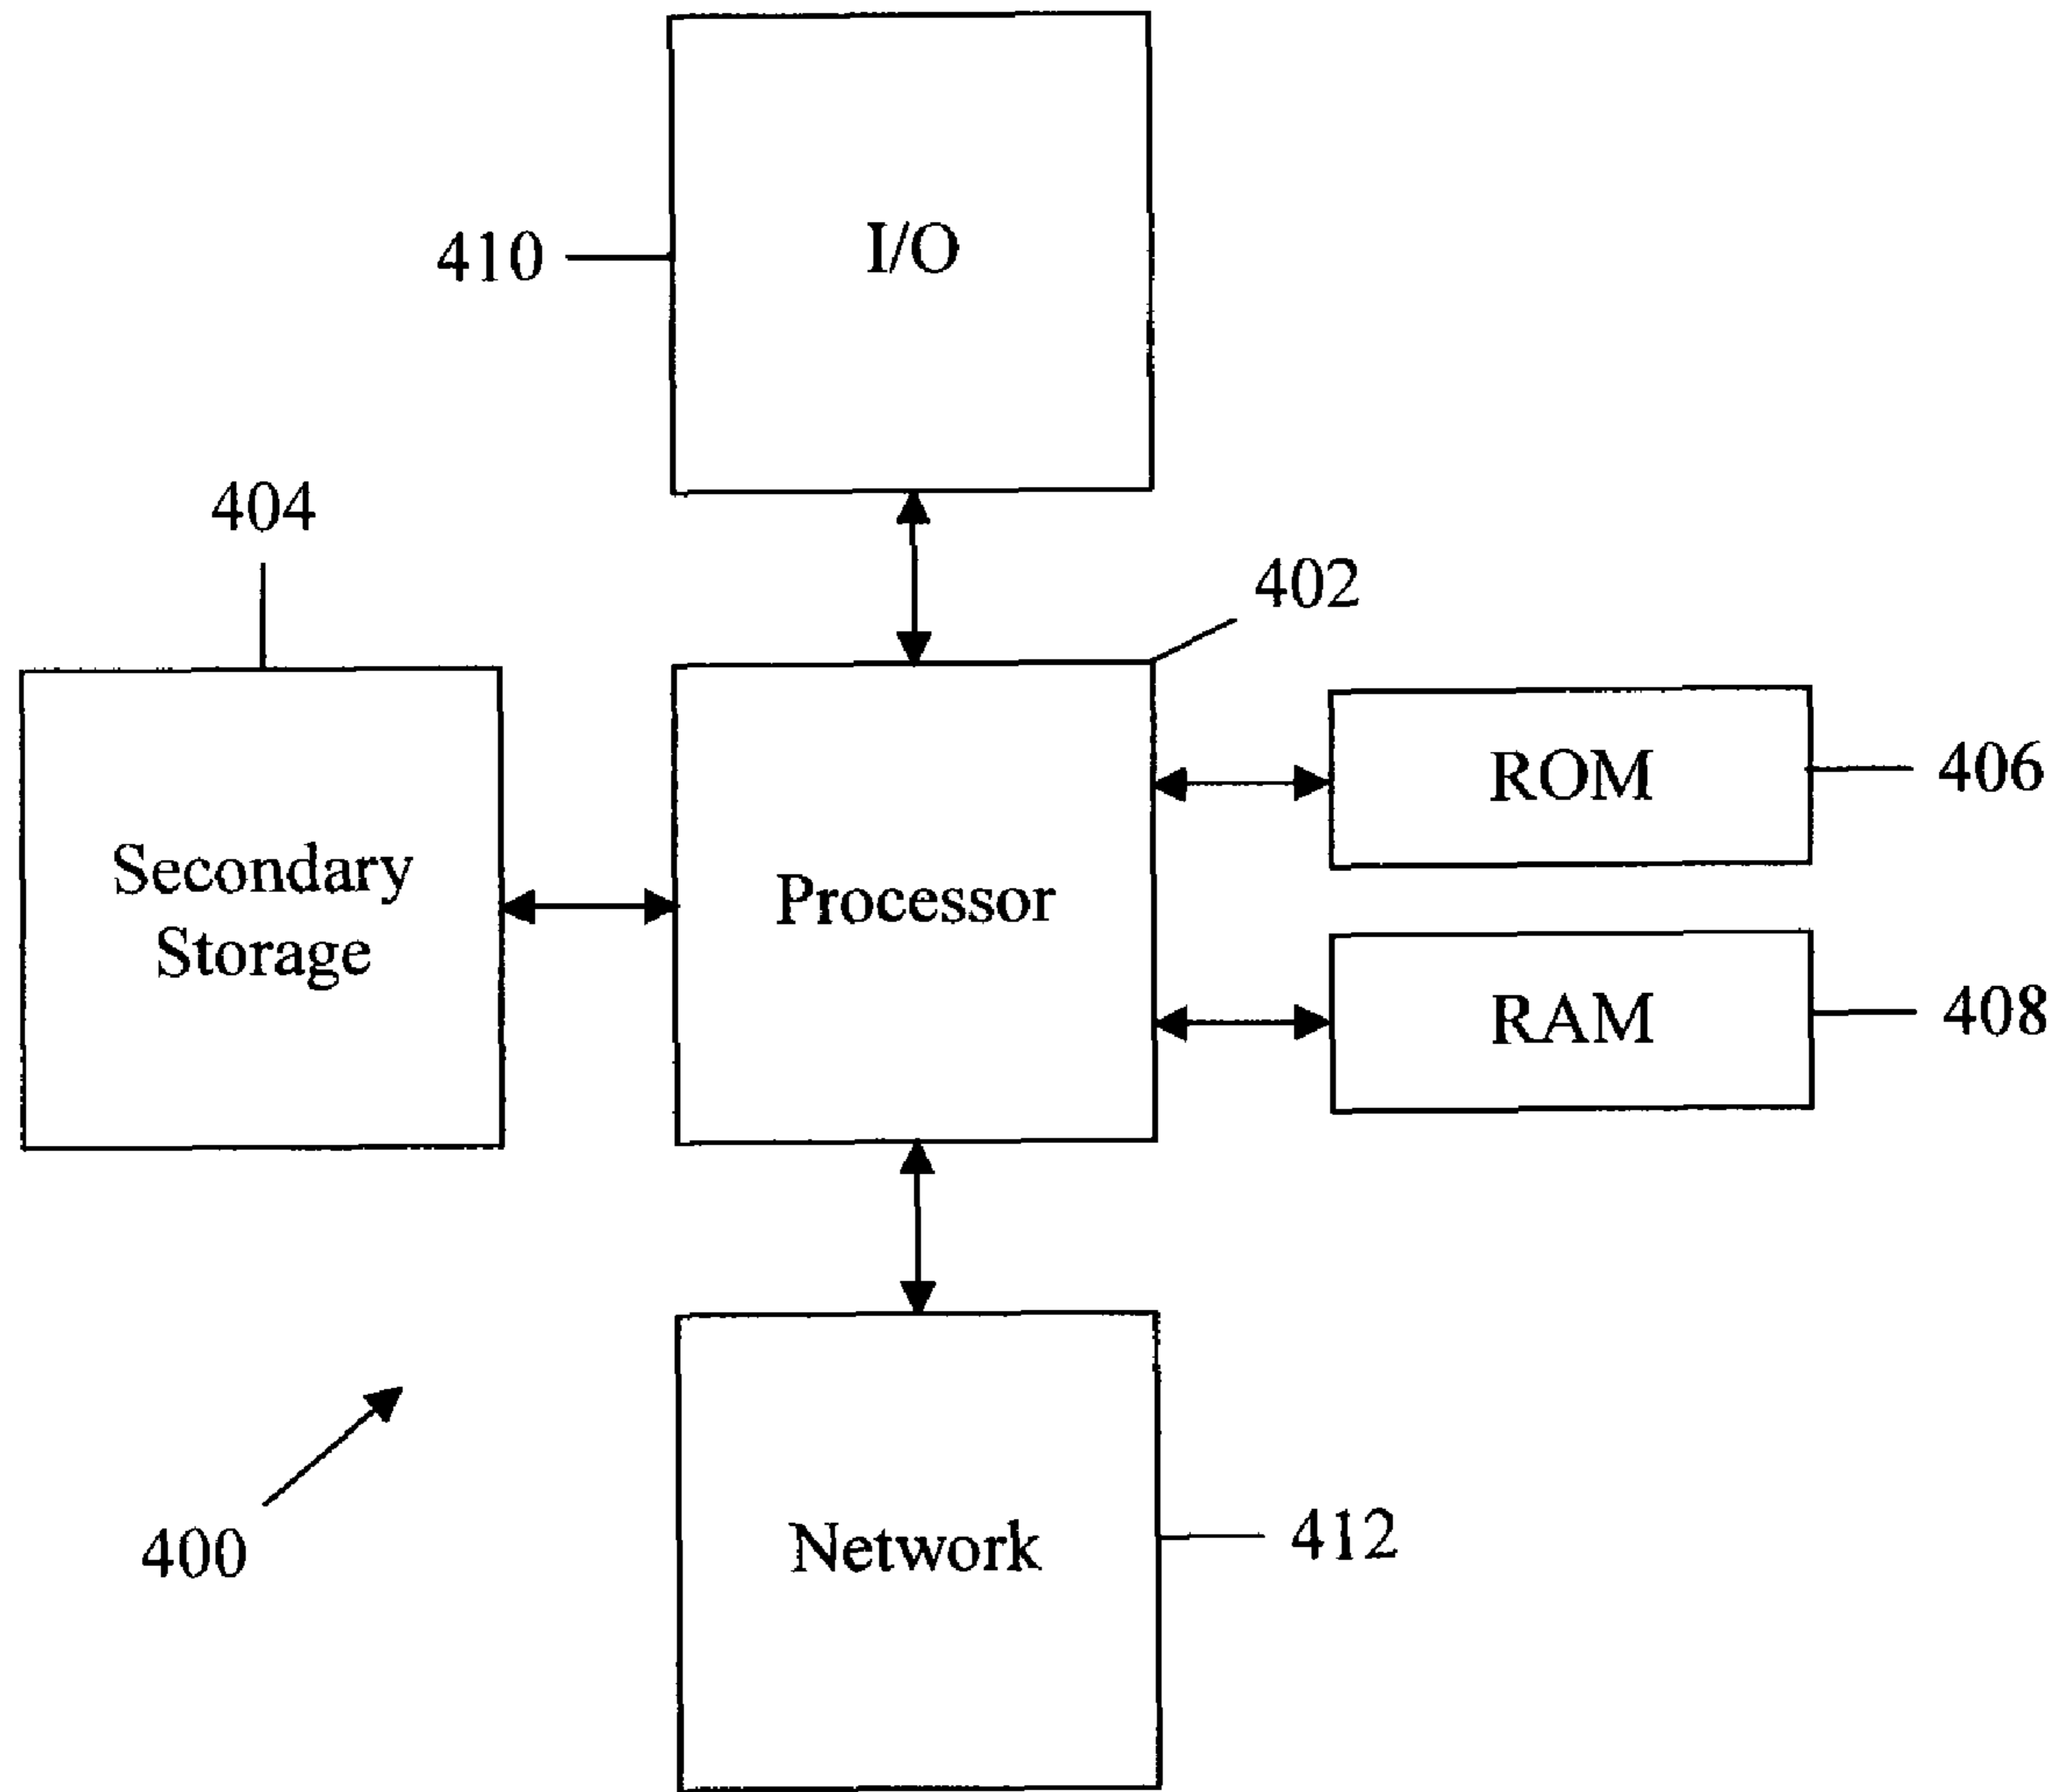 I/O
410
404
402
ROM
406
Secondary
Storage
Processor
RAM
408
400
Network
412